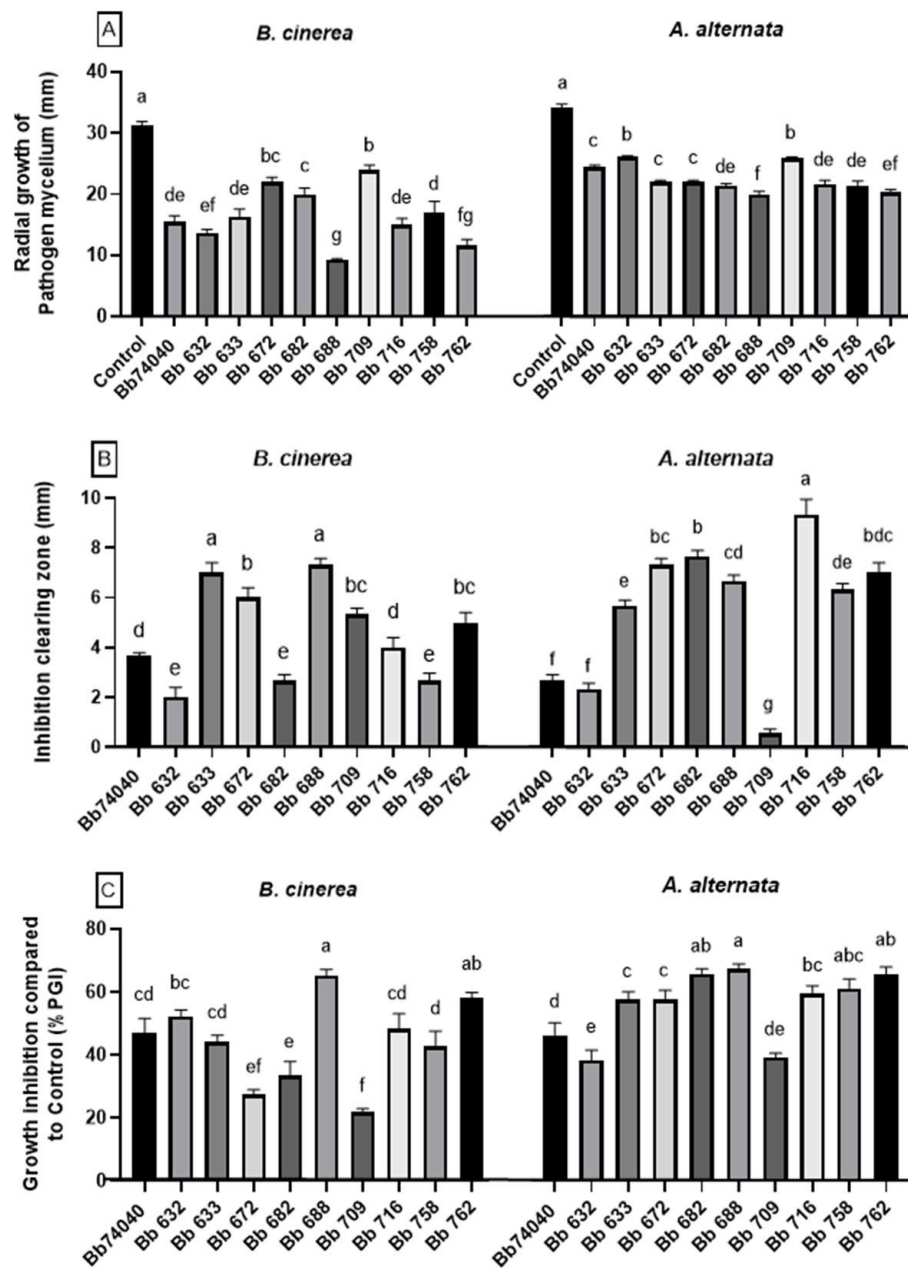 A
B. cinerea
A. alternata
Radial growth of
Pathogen mycelium (mm)
40
30
20
10
0
a
de
ef
de
bc
c
g
b
de
d
fg
a
c
b
c
c
de
f
b
de
de
ef
Control
Bb74040
Bb 632
Bb 633
Bb 672
Bb 682
Bb 688
Bb 709
Bb 716
Bb 758
Bb 762
Control
Bb74040
Bb 632
Bb 633
Bb 672
Bb 682
Bb 688
Bb 709
Bb 716
Bb 758
Bb 762
B
B. cinerea
A. alternata
Inhibition clearing zone (mm)
10
8
6
4
2
0
d
e
a
b
e
a
bc
d
e
bc
f
f
e
bc
b
cd
g
a
de
bdc
Bb74040
Bb 632
Bb 633
Bb 672
Bb 682
Bb 688
Bb 709
Bb 716
Bb 758
Bb 762
Bb74040
Bb 632
Bb 633
Bb 672
Bb 682
Bb 688
Bb 709
Bb 716
Bb 758
Bb 762
C
B. cinerea
A. alternata
Growth inhibition compared
to Control (% PGI)
80
60
40
20
0
cd
bc
cd
ef
e
a
f
cd
d
ab
d
e
c
c
ab
a
de
bc
abc
ab
Bb74040
Bb 632
Bb 633
Bb 672
Bb 682
Bb 688
Bb 709
Bb 716
Bb 758
Bb 762
Bb74040
Bb 632
Bb 633
Bb 672
Bb 682
Bb 688
Bb 709
Bb 716
Bb 758
Bb 762